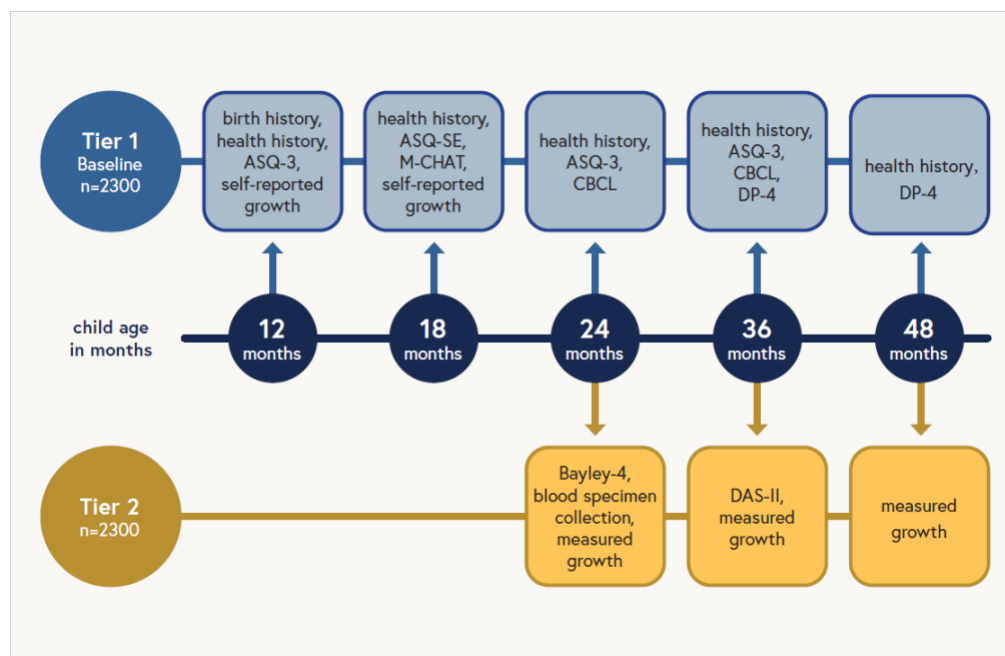 Tier 1
Baseline
n=2300
birth history,
health history,
ASQ-3,
self-reported
growth
health history,
ASQ-SE,
M-CHAT,
self-reported
growth
health history,
ASQ-3,
CBCL
health history,
ASQ-3,
CBCL,
DP-4
health history,
DP-4
child age
in months
12
months
18
months
24
months
36
months
48
months
Tier 2
n=2300
Bayley-4,
blood specimen
collection,
measured
growth
DAS-II,
measured
growth
measured
growth